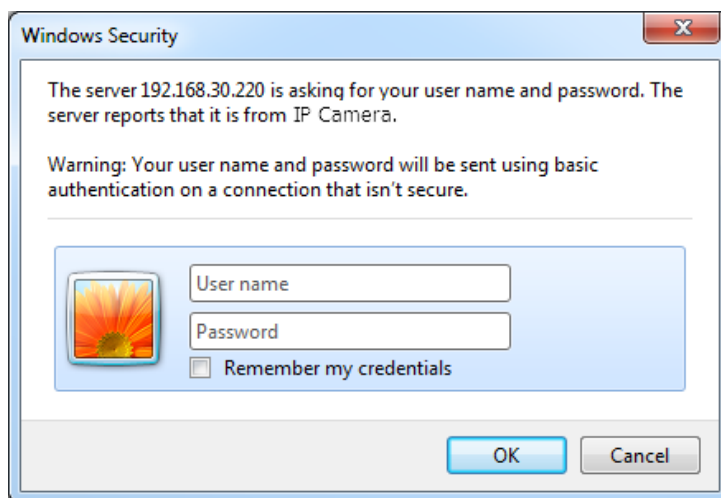 Windows Security
The server 192.168.30.220 is asking for your user name and password. The
server reports that it is from IP Camera.
Warning: Your user name and password will be sent using basic
authentication on a connection that isn't secure.
User name
Password
Remember my credentials
OK
Cancel